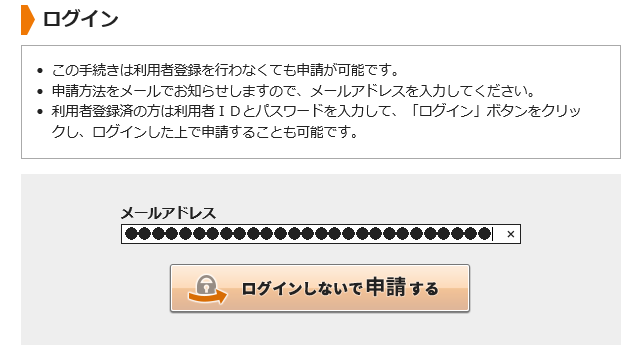 ログイン
この手続きは利用者登録を行わなくても申請が可能です。
申請方法をメールでお知らせしますので、メールアドレスを入力してください。
利用者登録済の方は利用者ＩＤとパスワードを入力して、「ログイン」ボタンをクリッ
クし、ログインした上で申請することも可能です。
メールアドレス
●●●●●●●●●●●●●●●●●●●●●●●●●●● ×
ログインしないで申請する